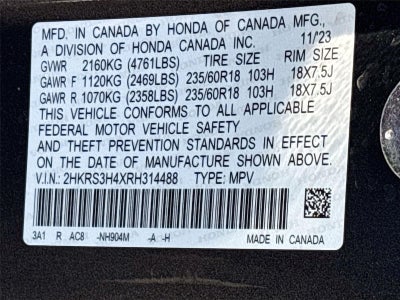 MFD. IN CANADA BY HONDA OF CANADA MFG.,
A DIVISION OF HONDA CANADA INC. 11/23
GVWR 2160KG (4761LBS) TIRE SIZE RIM SIZE
GAWR F 1120KG (2469LBS) 235/60R18 103H 18X7.5J
GAWR R 1070KG (2358LBS) 235/60R18 103H 18X7.5J
THIS VEHICLE CONFORMS TO ALL APPLICABLE
FEDERAL MOTOR VEHICLE SAFETY
AND THEFT PREVENTION STANDARDS IN EFFECT
ON THE DATE OF MANUFACTURE SHOWN ABOVE.
V.I.N.: 2HKRS3H4XRH314488 TYPE: MPV
3A1 R AC8 -NH904M -A -H MADE IN CANADA